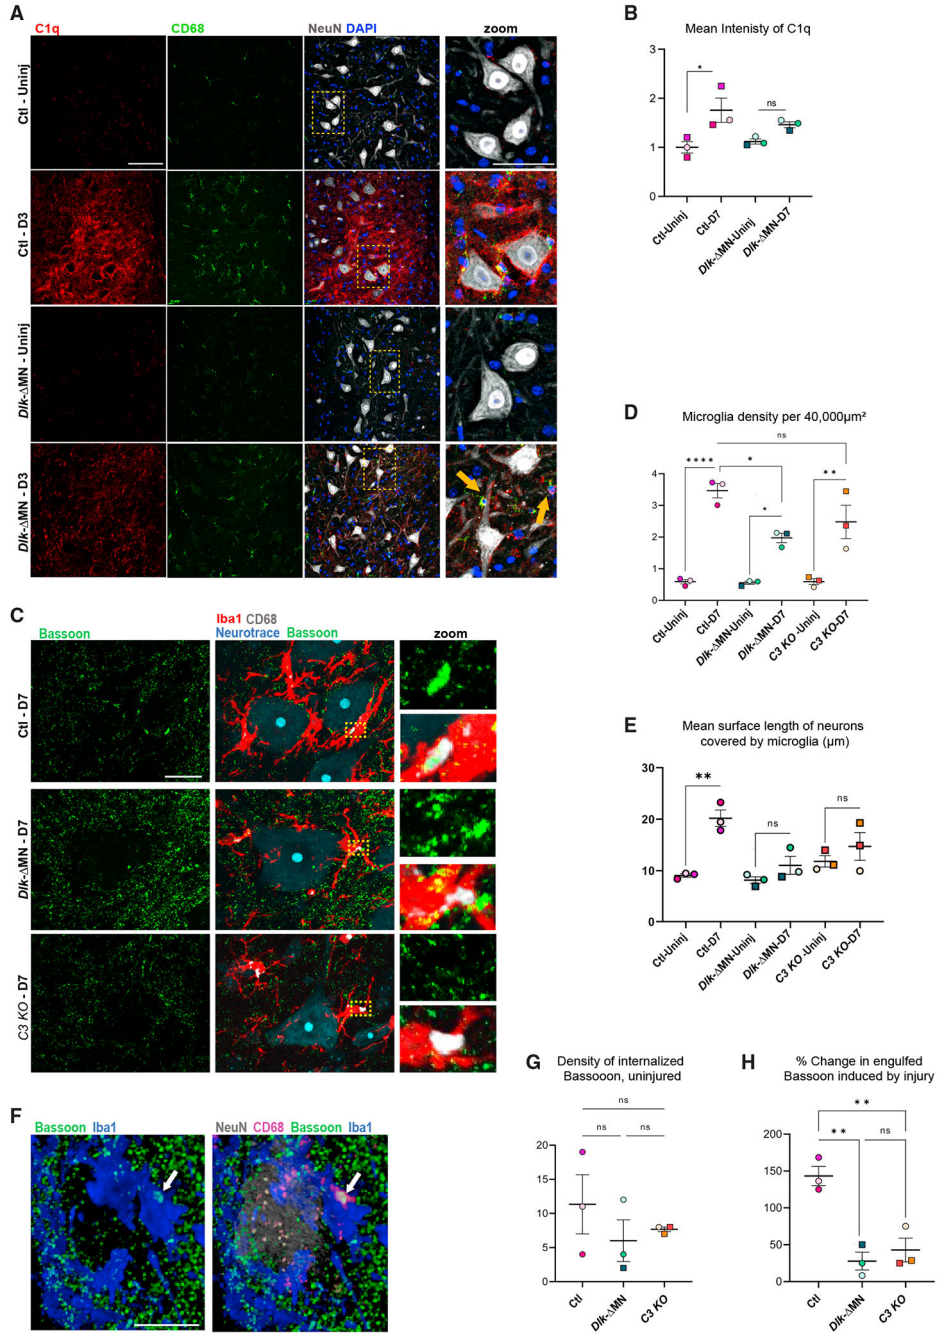 A
C1q
CD68
NeuN DAPI
zoom
Ctl - Uninj
Ctl - D3
Dlk-ΔMN - Uninj
Dlk-ΔMN - D3
B
Mean Intenisty of C1q
3
2
1
0
*
ns
Ctl-Uninj
Ctl-D7
Dlk-ΔMN-Uninj
Dlk-ΔMN-D7
D
Microglia density per 40,000µm²
4
3
2
1
0
ns
****
*
**
*
Ctl-Uninj
Ctl-D7
Dlk-ΔMN-Uninj
Dlk-ΔMN-D7
C3 KO -Uninj
C3 KO-D7
C
Bassoon
Iba1 CD68
Neurotrace Bassoon
zoom
Ctl - D7
Dlk-ΔMN - D7
C3 KO - D7
E
Mean surface length of neurons
covered by microglia (µm)
30
20
10
0
**
ns
ns
Ctl-Uninj
Ctl-D7
Dlk-ΔMN-Uninj
Dlk-ΔMN-D7
C3 KO -Uninj
C3 KO-D7
F
Bassoon Iba1
NeuN CD68 Bassoon Iba1
G
Density of internalized
Bassooon, uninjured
20
15
10
5
0
ns
ns
ns
Ctl
Dlk-ΔMN
C3 KO
H
% Change in engulfed
Bassoon induced by injury
200
150
100
50
0
**
**
ns
Ctl
Dlk-ΔMN
C3 KO